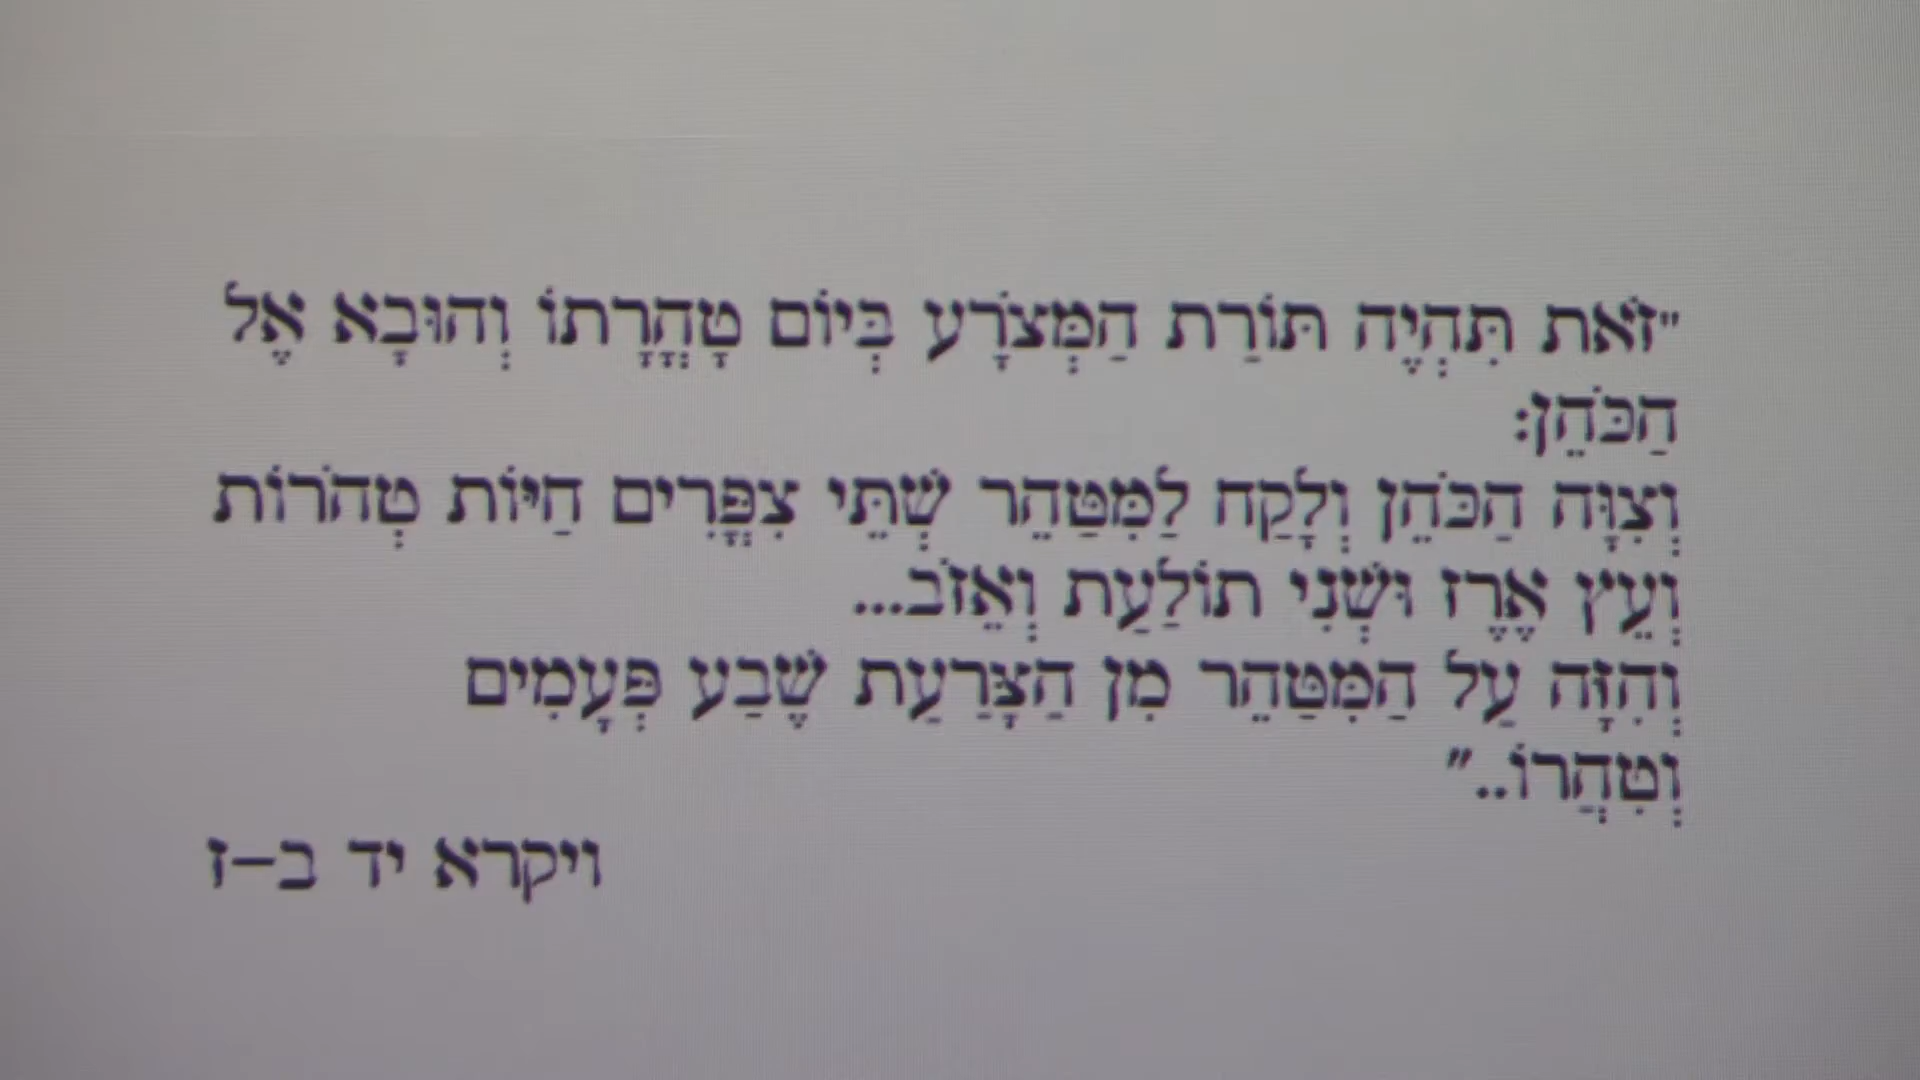 "זֹאת תִּהְיֶה תּוֹרַת הַמְּצֹרָע בְּיוֹם טָהֳרָתוֹ וְהוּבָא אֶל
הַכֹּהֵן:
וְצִוָּה הַכֹּהֵן וְלָקַח לַמִּטַּהֵר שְׁתֵּי צִפֳּרִים חַיּוֹת טְהֹרוֹת
וְעֵץ אֶרֶז וּשְׁנִי תוֹלַעַת וְאֵזֹב...
וְהִזָּה עַל הַמִּטַּהֵר מִן הַצָּרַעַת שֶׁבַע פְּעָמִים
וְטִהֲרוֹ.."
ויקרא יד ב–ז